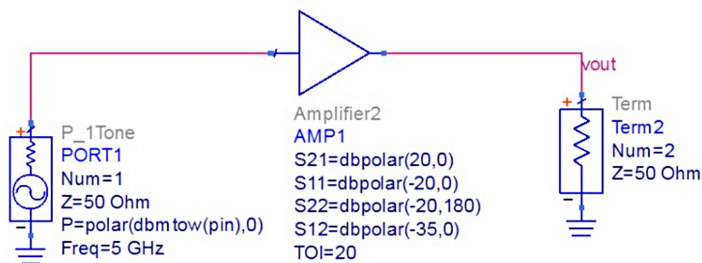 vout
P_1Tone
PORT1
Num=1
Z=50 Ohm
P=polar(dbmtow(pin),0)
Freq=5 GHz
Amplifier2
AMP1
S21=dbpolar(20,0)
S11=dbpolar(-20,0)
S22=dbpolar(-20,180)
S12=dbpolar(-35,0)
TOI=20
Term
Term2
Num=2
Z=50 Ohm